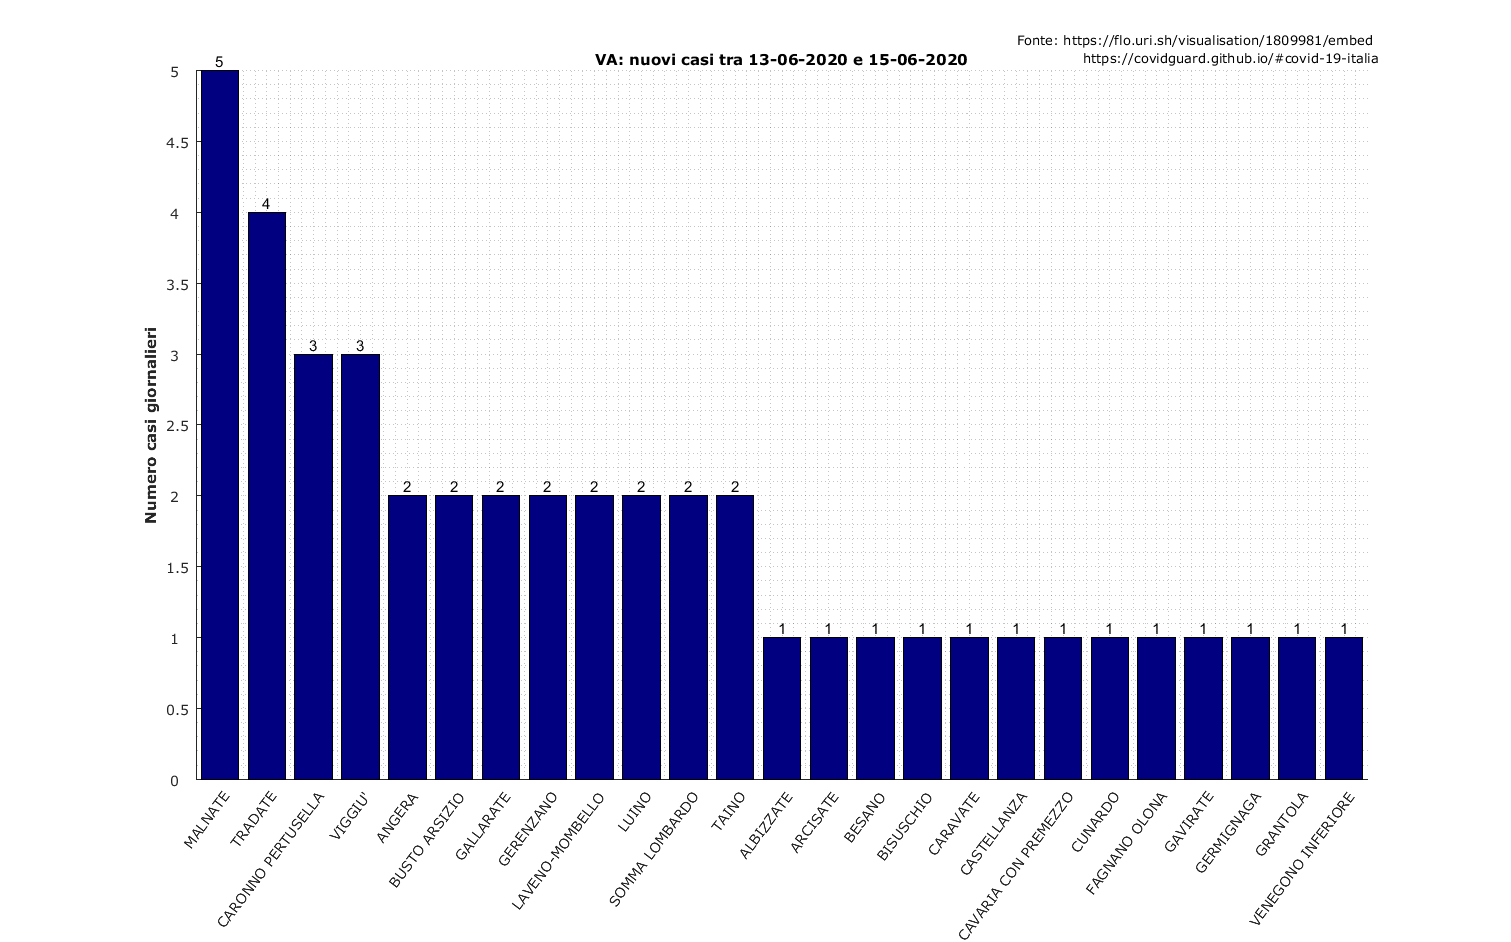 Fonte: https://flo.uri.sh/visualisation/1809981/embed
https://covidguard.github.io/#covid-19-italia
VA: nuovi casi tra 13-06-2020 e 15-06-2020
Numero casi giornalieri
5
4.5
4
3.5
3
2.5
2
1.5
1
0.5
0
5
4
3
3
2
2
2
2
2
2
2
2
1
1
1
1
1
1
1
1
1
1
1
1
1
MALNATE
TRADATE
CARONNO PERTUSELLA
VIGGIU'
ANGERA
BUSTO ARSIZIO
GALLARATE
GERENZANO
LAVENO-MOMBELLO
LUINO
SOMMA LOMBARDO
TAINO
ALBIZZATE
ARCISATE
BESANO
BISUSCHIO
CARAVATE
CASTELLANZA
CAVARIA CON PREMEZZO
CUNARDO
FAGNANO OLONA
GAVIRATE
GERMIGNAGA
GRANTOLA
VENEGONO INFERIORE